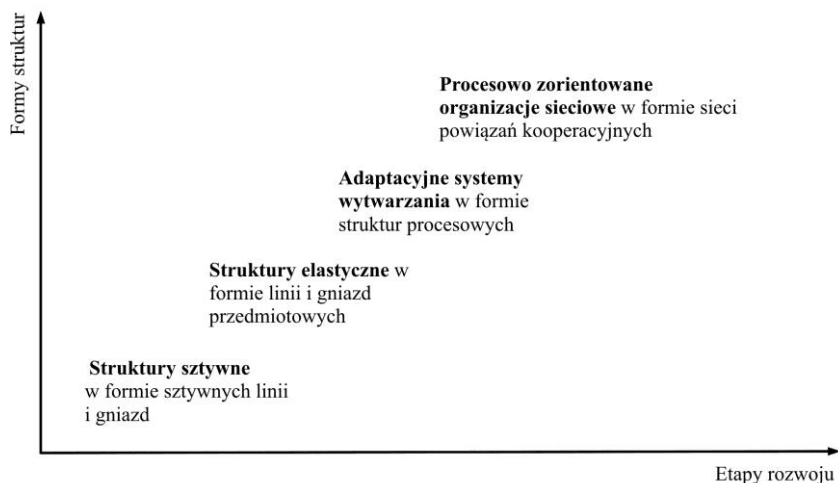 Formy struktur
Procesowo zorientowane
organizacje sieciowe w formie sieci
powiązań kooperacyjnych
Adaptacyjne systemy
wytwarzania w formie
struktur procesowych
Struktury elastyczne w
formie linii i gniazd
przedmiotowych
Struktury sztywne
w formie sztywnych linii
i gniazd
Etapy rozwoju